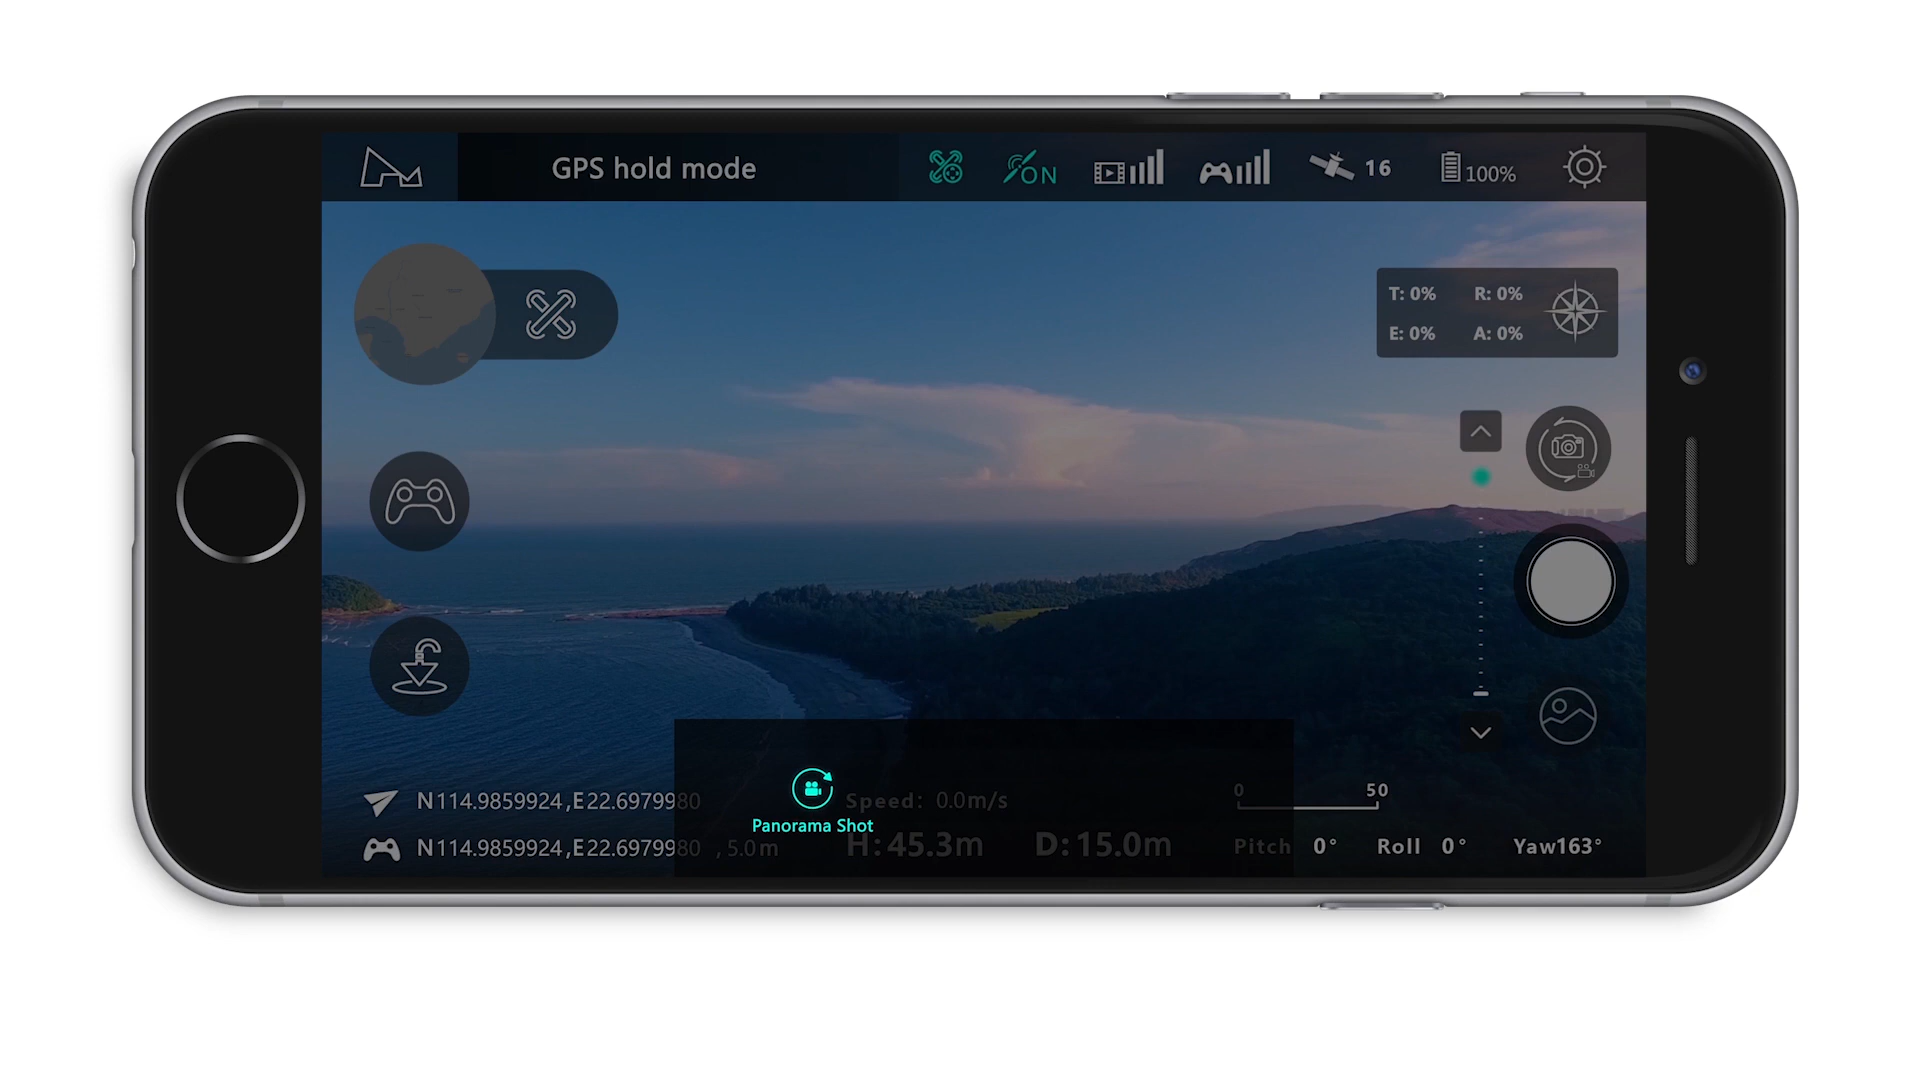 GPS hold mode
ON
16
100%
T: 0% R: 0%
E: 0% A: 0%
N114.9859924,E22.6979980
Panorama Shot
Speed: 0.0m/s
0 50
N114.9859924,E22.6979980 ,5.0m
H:45.3m D:15.0m
Pitch 0° Roll 0° Yaw163°